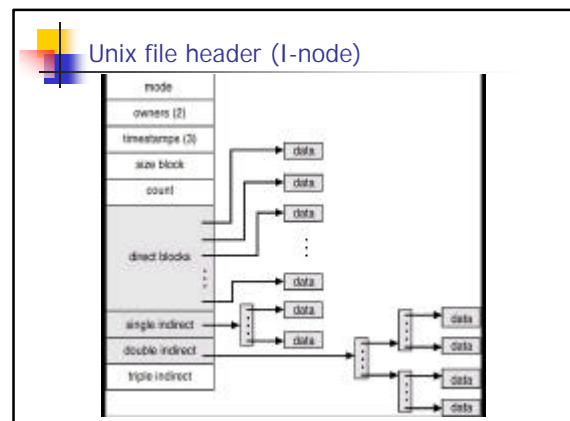 Unix file header (I-node)
mode
owners (2)
timestamps (3)
size block
count
direct blocks
single indirect
double indirect
triple indirect
data
data
data
data
data
data
data
data
data
data